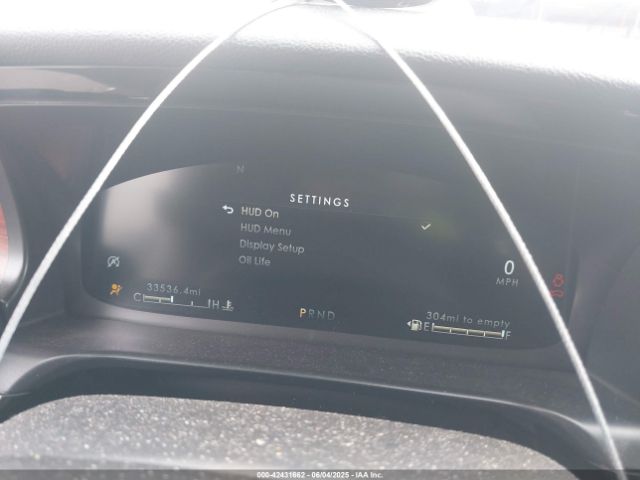 N
SETTINGS
HUD On
HUD Menu
Display Setup
Oil Life
0
MPH
33536.4mi
C H
PRND
304mi to empty
E F
000-42431662 - 06/04/2025 - IAA Inc.